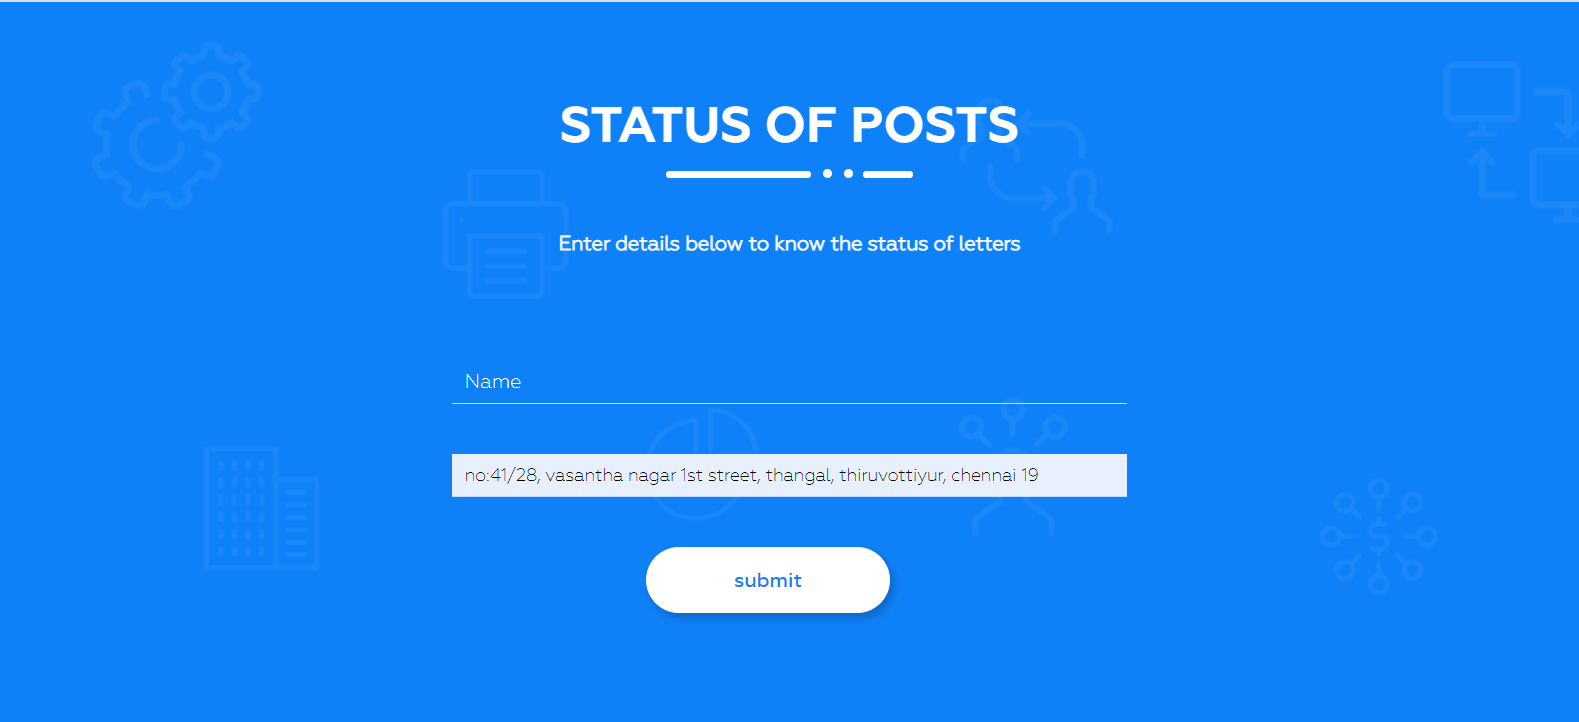 STATUS OF POSTS
Enter details below to know the status of letters
Name
no:41/28, vasantha nagar 1st street, thangal, thiruvottiyur, chennai 19
submit